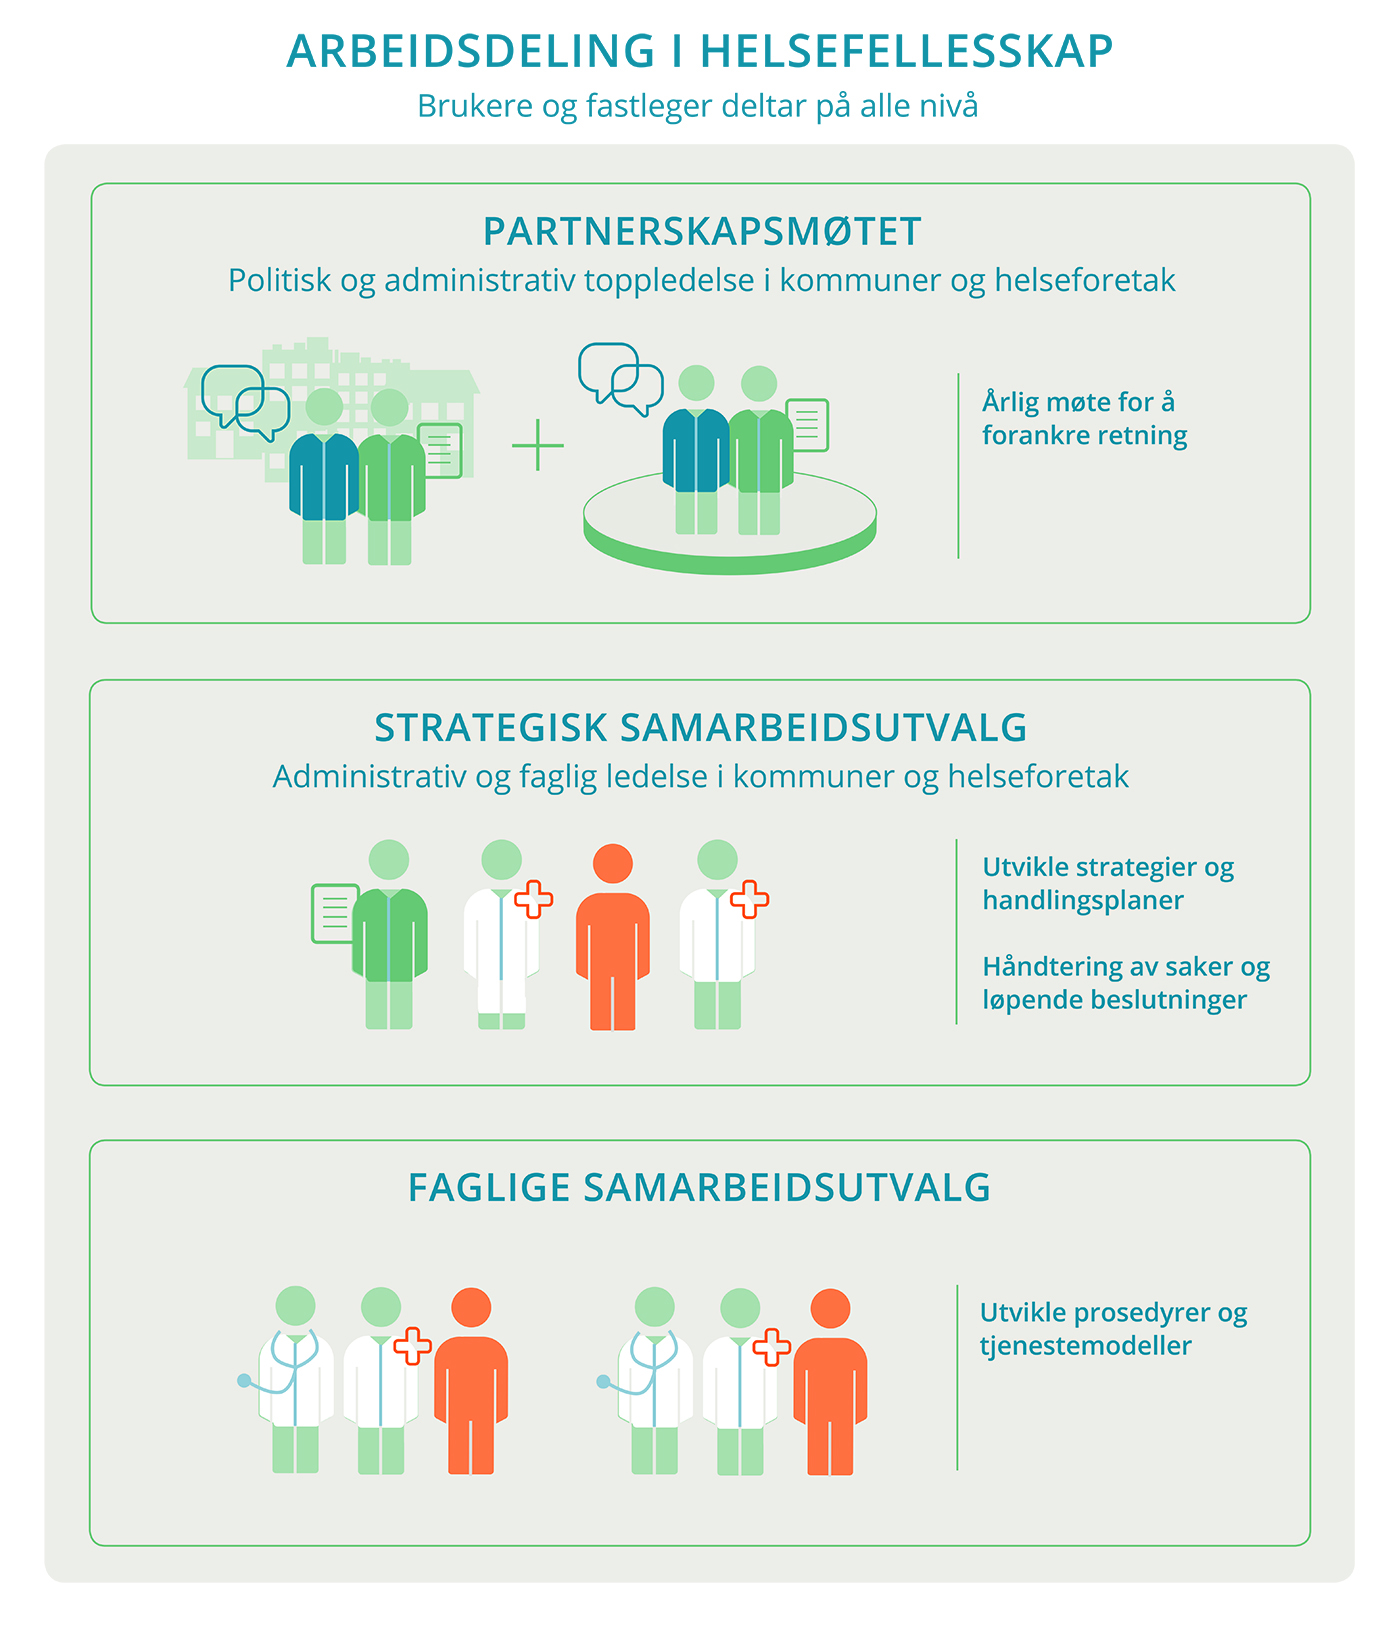 ARBEIDSDELING I HELSEFELLESSKAP
Brukere og fastleger deltar på alle nivå
PARTNERSKAPSMØTET
Politisk og administrativ toppledelse i kommuner og helseforetak
Årlig møte for å
forankre retning
STRATEGISK SAMARBEIDSUTVALG
Administrativ og faglig ledelse i kommuner og helseforetak
Utvikle strategier og
handlingsplaner
Håndtering av saker og
løpende beslutninger
FAGLIGE SAMARBEIDSUTVALG
Utvikle prosedyrer og
tjenestemodeller